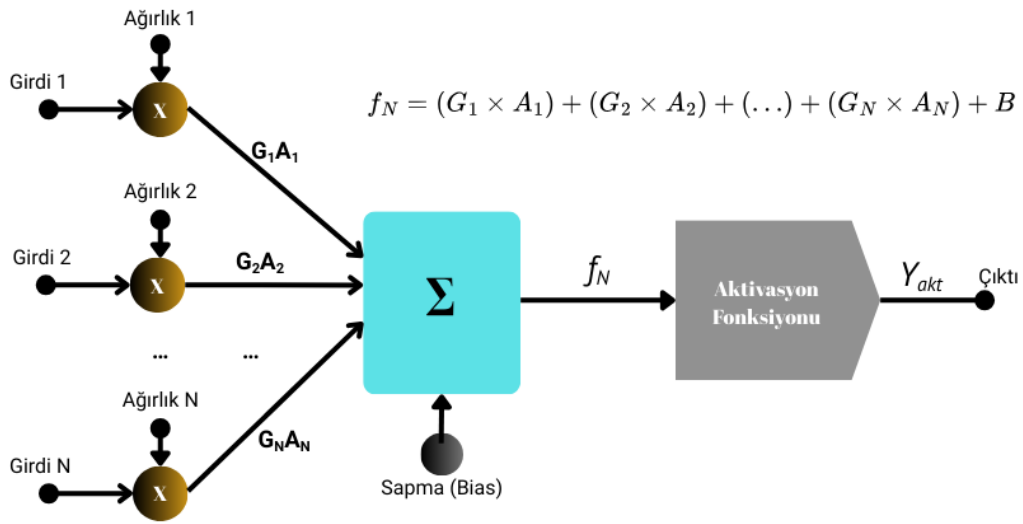 Ağırlık 1
Girdi 1
X
f_N = (G_1 × A_1) + (G_2 × A_2) + (...) + (G_N × A_N) + B
G₁A₁
Ağırlık 2
Girdi 2
X
G₂A₂
Σ
f_N
Aktivasyon
Fonksiyonu
Y_akt
Çıktı
... ...
Ağırlık N
Girdi N
X
G_NA_N
Sapma (Bias)